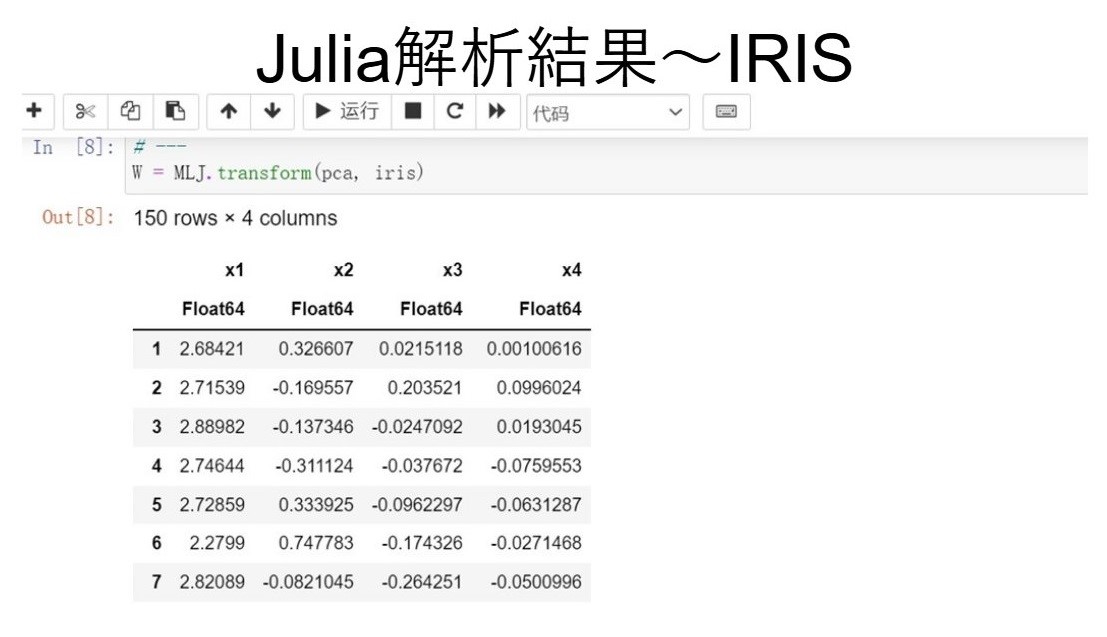 Julia解析結果～IRIS
运行 代码
In [8]: # ---
W = MLJ.transform(pca, iris)
Out[8]: 150 rows × 4 columns
x1 x2 x3 x4
Float64 Float64 Float64 Float64
1 2.68421 0.326607 0.0215118 0.00100616
2 2.71539 -0.169557 0.203521 0.0996024
3 2.88982 -0.137346 -0.0247092 0.0193045
4 2.74644 -0.311124 -0.037672 -0.0759553
5 2.72859 0.333925 -0.0962297 -0.0631287
6 2.2799 0.747783 -0.174326 -0.0271468
7 2.82089 -0.0821045 -0.264251 -0.0500996